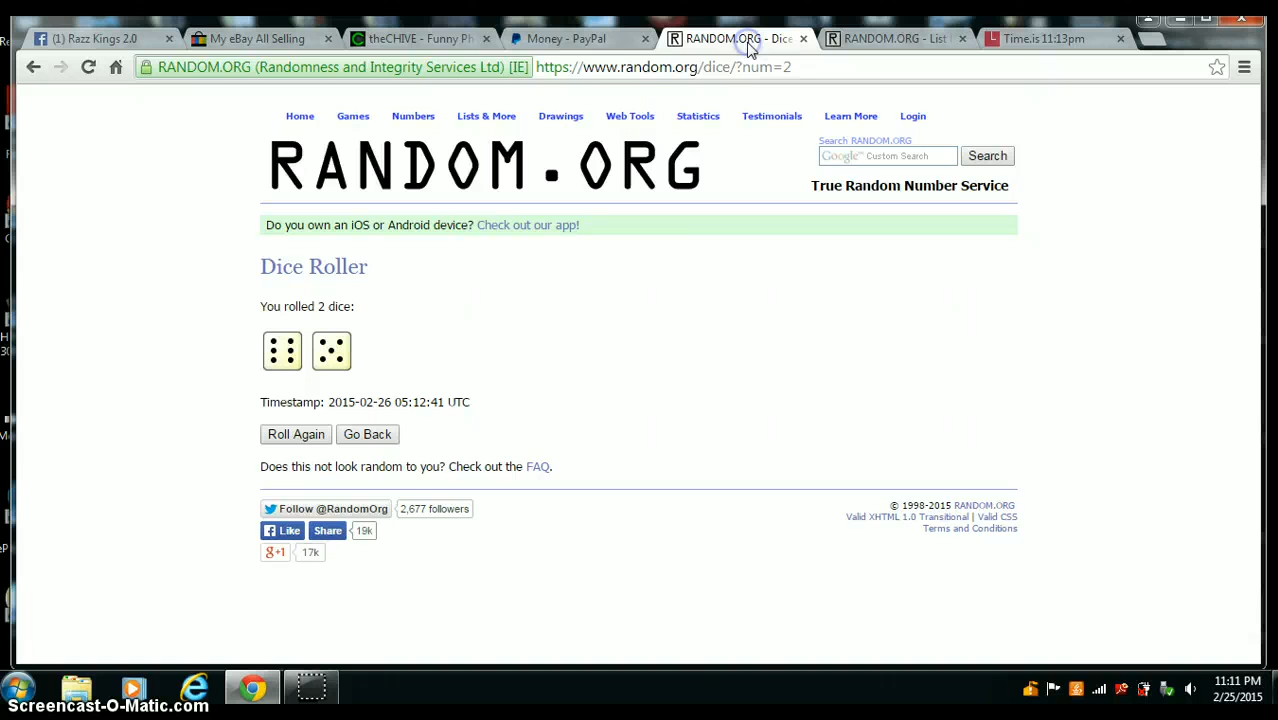 (1) Razz Kings 2.0
My eBay All Selling
theCHIVE - Funny Ph
Money - PayPal
RANDOM.ORG - Dice
RANDOM.ORG - List
Time.is 11:13pm
RANDOM.ORG (Randomness and Integrity Services Ltd) [IE] https://www.random.org/dice/?num=2
Home Games Numbers Lists & More Drawings Web Tools Statistics Testimonials Learn More Login
Search RANDOM.ORG
RANDOM.ORG
Google™ Custom Search Search
True Random Number Service
Do you own an iOS or Android device? Check out our app!
Dice Roller
You rolled 2 dice:
Timestamp: 2015-02-26 05:12:41 UTC
Roll Again Go Back
Does this not look random to you? Check out the FAQ.
Follow @RandomOrg 2,677 followers
Like Share 19k
g+1 17k
© 1998-2015 RANDOM.ORG
Valid XHTML 1.0 Transitional | Valid CSS
Terms and Conditions
11:11 PM
2/25/2015
Screencast-O-Matic.com